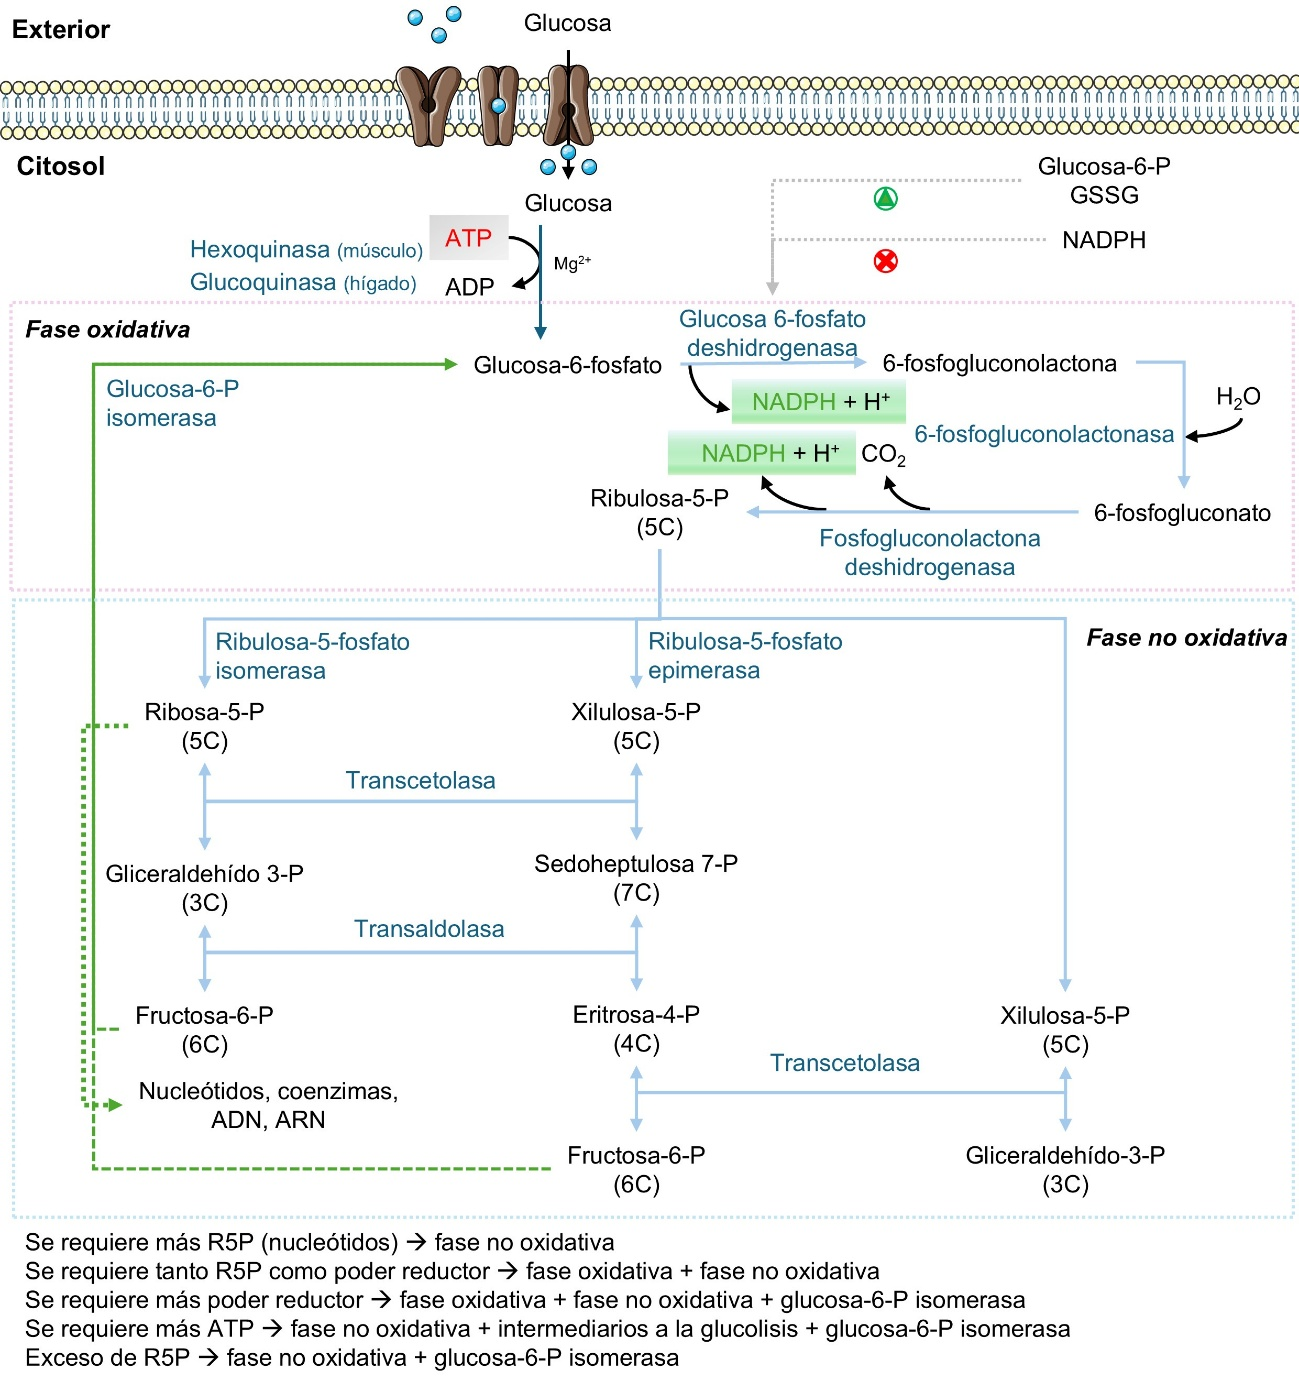 Exterior
Glucosa
Citosol
Glucosa
Glucosa-6-P
GSSG
NADPH
Hexoquinasa (músculo)
Glucoquinasa (hígado)
ATP
ADP
Mg²⁺
Fase oxidativa
Glucosa-6-fosfato
Glucosa 6-fosfato
deshidrogenasa
6-fosfogluconolactona
Glucosa-6-P
isomerasa
NADPH + H⁺
H₂O
6-fosfogluconolactonasa
NADPH + H⁺
CO₂
Ribulosa-5-P
(5C)
6-fosfogluconato
Fosfogluconolactona
deshidrogenasa
Fase no oxidativa
Ribulosa-5-fosfato
isomerasa
Ribulosa-5-fosfato
epimerasa
Ribosa-5-P
(5C)
Xilulosa-5-P
(5C)
Transcetolasa
Gliceraldehído 3-P
(3C)
Sedoheptulosa 7-P
(7C)
Transaldolasa
Fructosa-6-P
(6C)
Eritrosa-4-P
(4C)
Xilulosa-5-P
(5C)
Transcetolasa
Nucleótidos, coenzimas,
ADN, ARN
Fructosa-6-P
(6C)
Gliceraldehído-3-P
(3C)
Se requiere más R5P (nucleótidos) → fase no oxidativa
Se requiere tanto R5P como poder reductor → fase oxidativa + fase no oxidativa
Se requiere más poder reductor → fase oxidativa + fase no oxidativa + glucosa-6-P isomerasa
Se requiere más ATP → fase no oxidativa + intermediarios a la glucolisis + glucosa-6-P isomerasa
Exceso de R5P → fase no oxidativa + glucosa-6-P isomerasa